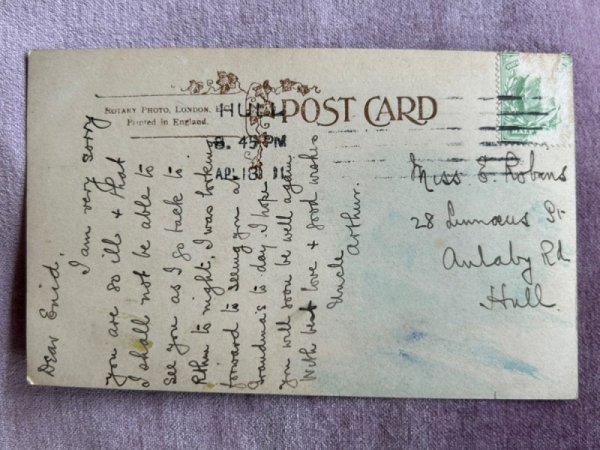 ROTARY PHOTO, LONDON, E.C.
Printed in England.
POST CARD
HULL
8.45 PM
AP 18 11
Dear Enid,
I am very sorry
you are so ill & that
I shall not be able to
see you as I go back to
to night, I was looking
forward to seeing you a
Grandma's to day I hope
you will soon be well again
With best love & good wishes
Uncle
Arthur.
Miss E. Robens
28 Linnæus St
Anlaby Rd
Hull